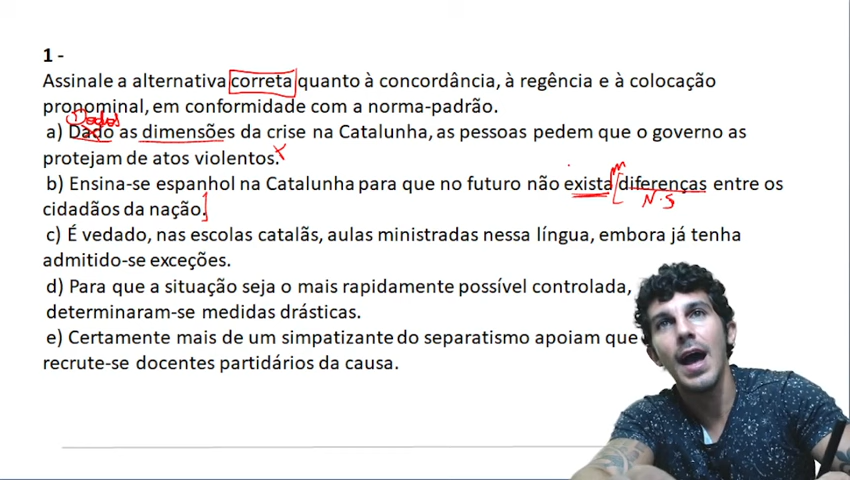 1 -
Assinale a alternativa correta quanto à concordância, à regência e à colocação
pronominal, em conformidade com a norma-padrão.
Dadas
a) Dado as dimensões da crise na Catalunha, as pessoas pedem que o governo as
protejam de atos violentos. X
m
b) Ensina-se espanhol na Catalunha para que no futuro não exista diferenças entre os
N.S
cidadãos da nação.
c) É vedado, nas escolas catalãs, aulas ministradas nessa língua, embora já tenha
admitido-se exceções.
d) Para que a situação seja o mais rapidamente possível controlada,
determinaram-se medidas drásticas.
e) Certamente mais de um simpatizante do separatismo apoiam que
recrute-se docentes partidários da causa.